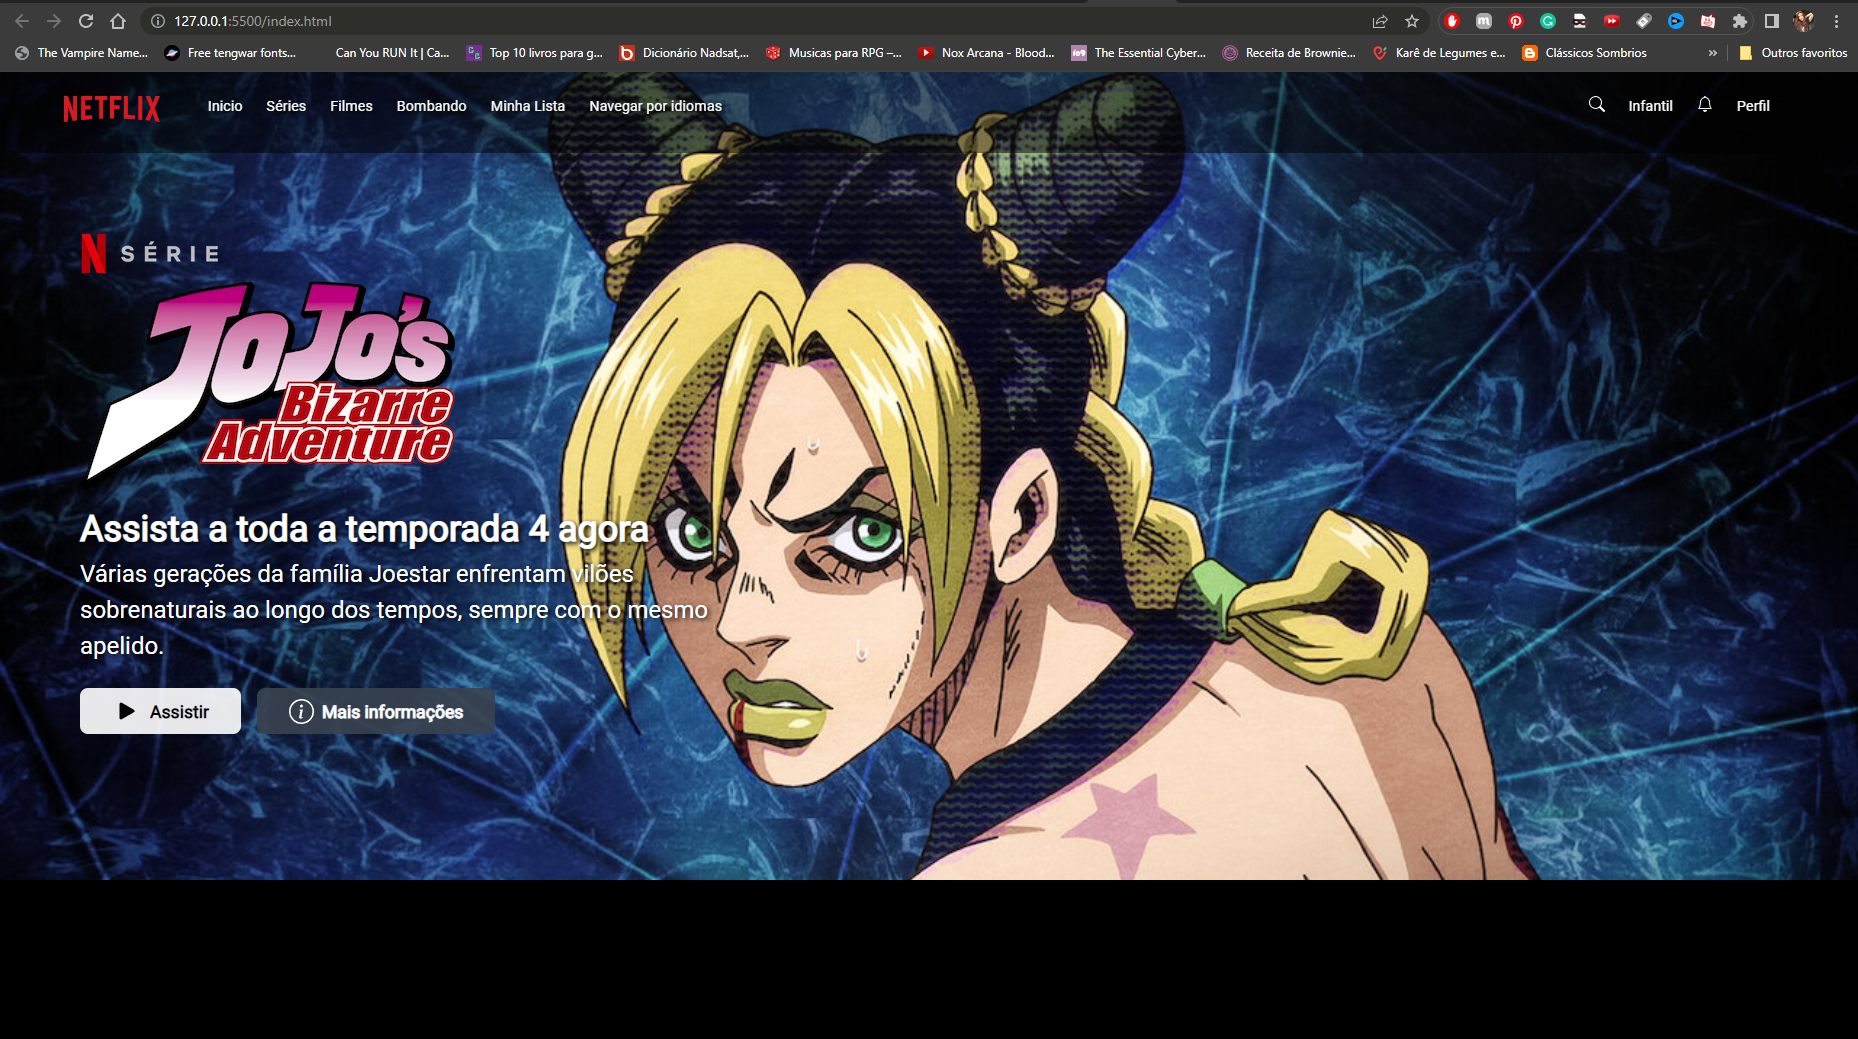 127.0.0.1:5500/index.html
The Vampire Name...
Free tengwar fonts...
Can You RUN It | Ca...
Top 10 livros para g...
Dicionário Nadsat,...
Musicas para RPG –...
Nox Arcana - Blood...
The Essential Cyber...
Receita de Brownie...
Karê de Legumes e...
Clássicos Sombrios
»
Outros favoritos
NETFLIX
Inicio
Séries
Filmes
Bombando
Minha Lista
Navegar por idiomas
Infantil
Perfil
N SÉRIE
JoJo's
Bizarre
Adventure
Assista a toda a temporada 4 agora
Várias gerações da família Joestar enfrentam vilões
sobrenaturais ao longo dos tempos, sempre com o mesmo
apelido.
Assistir
Mais informações